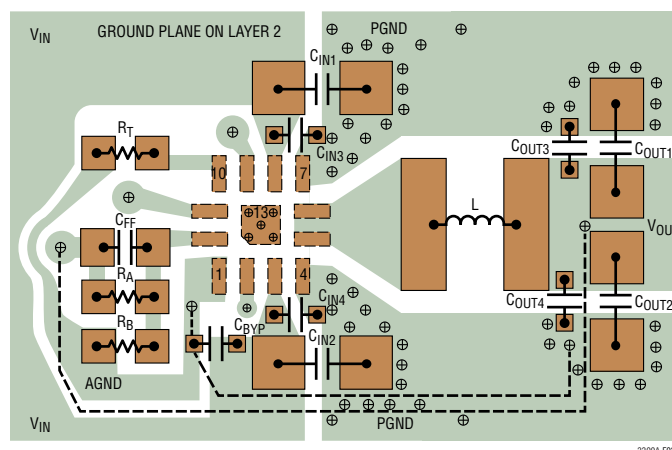 VIN
GROUND PLANE ON LAYER 2
PGND
CIN1
RT
CIN3
COUT3
COUT1
10
7
13
L
CFF
VOU
RA
1
4
CIN4
COUT4
COUT2
RB
CBYP
CIN2
AGND
VIN
PGND